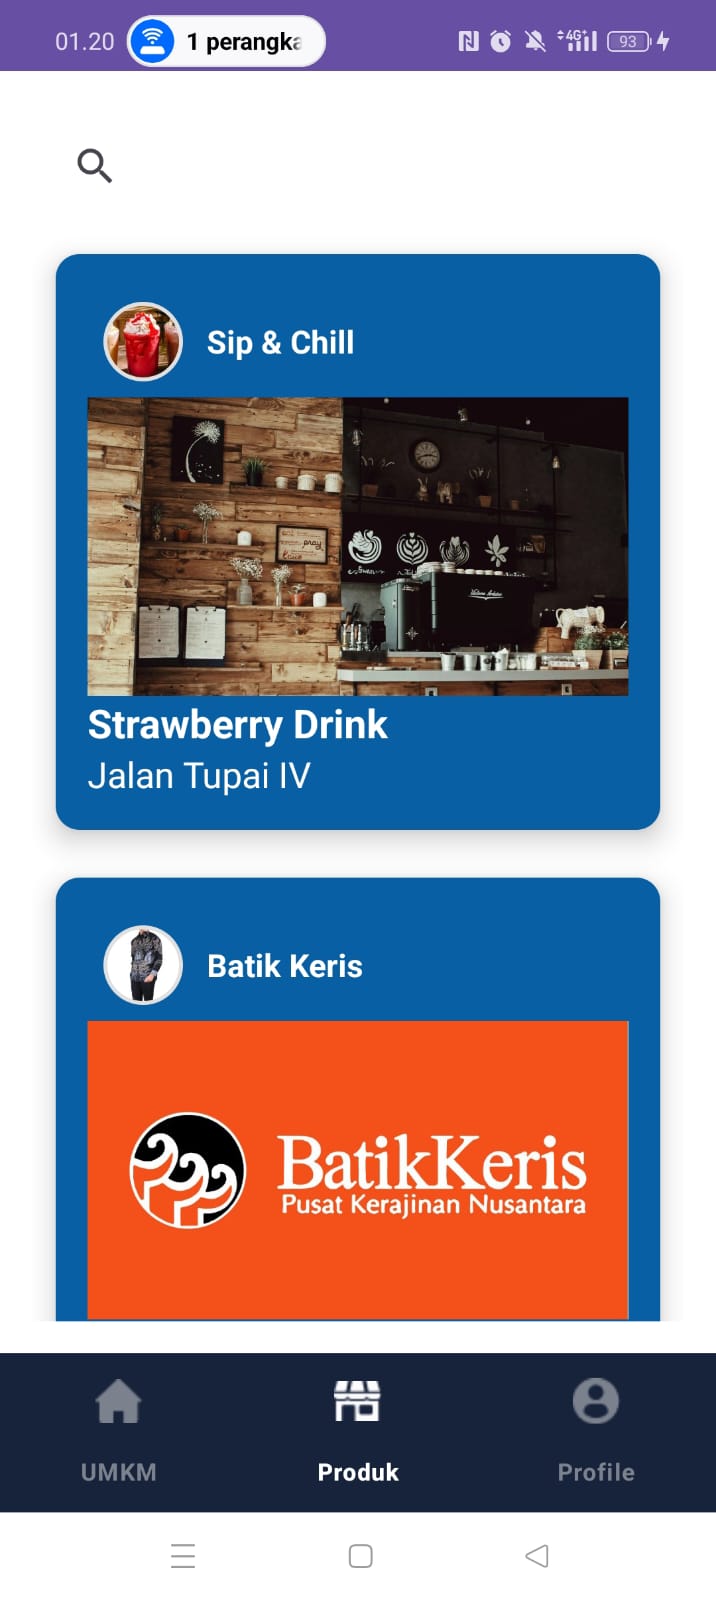 01.20
1 perangka
4G+
93
Sip & Chill
pray
Strawberry Drink
Jalan Tupai IV
Batik Keris
BatikKeris
Pusat Kerajinan Nusantara
UMKM
Produk
Profile